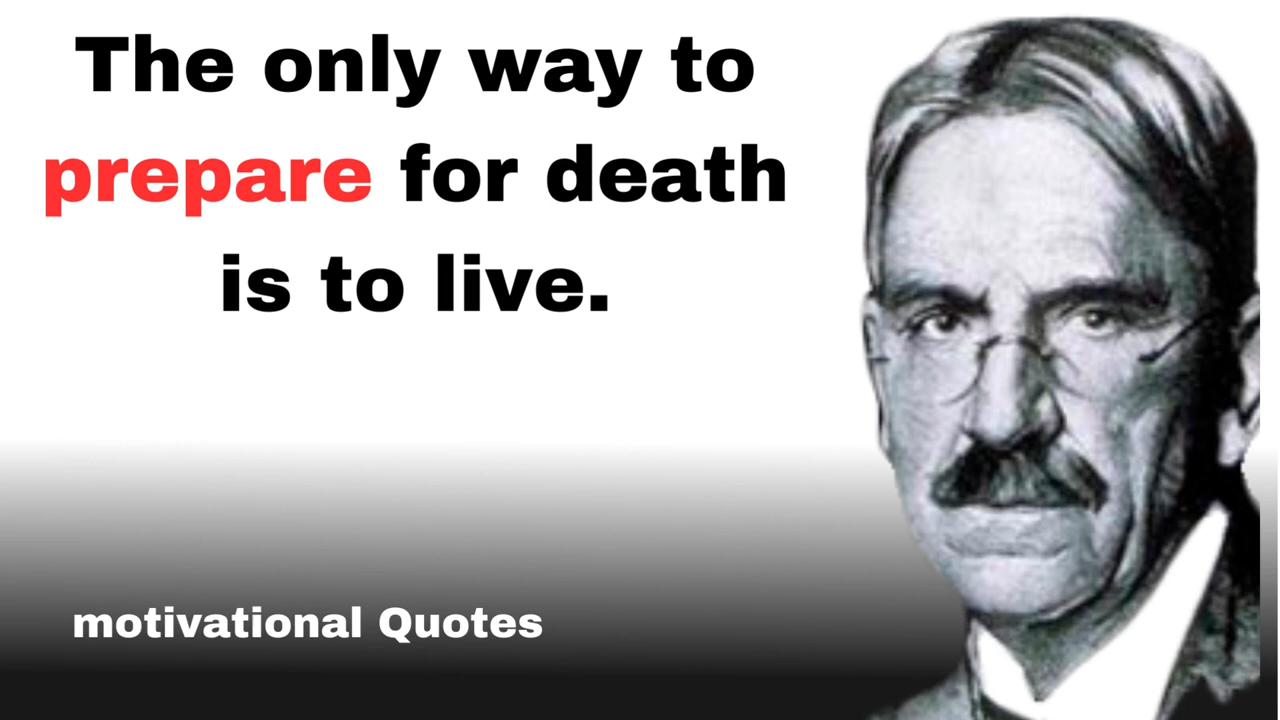 The only way to
prepare for death
is to live.
motivational Quotes